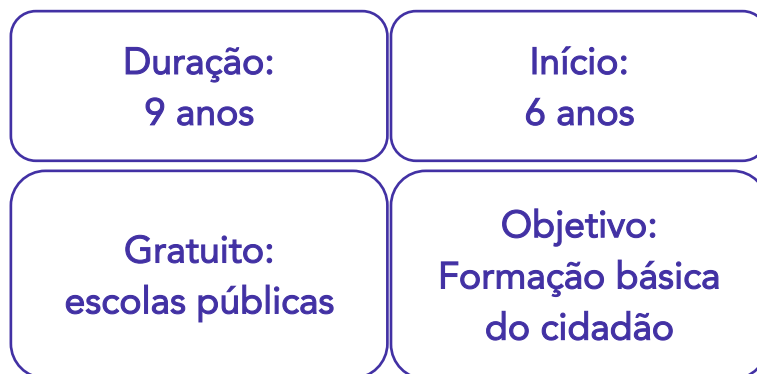 Duração:
9 anos
Início:
6 anos
Gratuito:
escolas públicas
Objetivo:
Formação básica
do cidadão